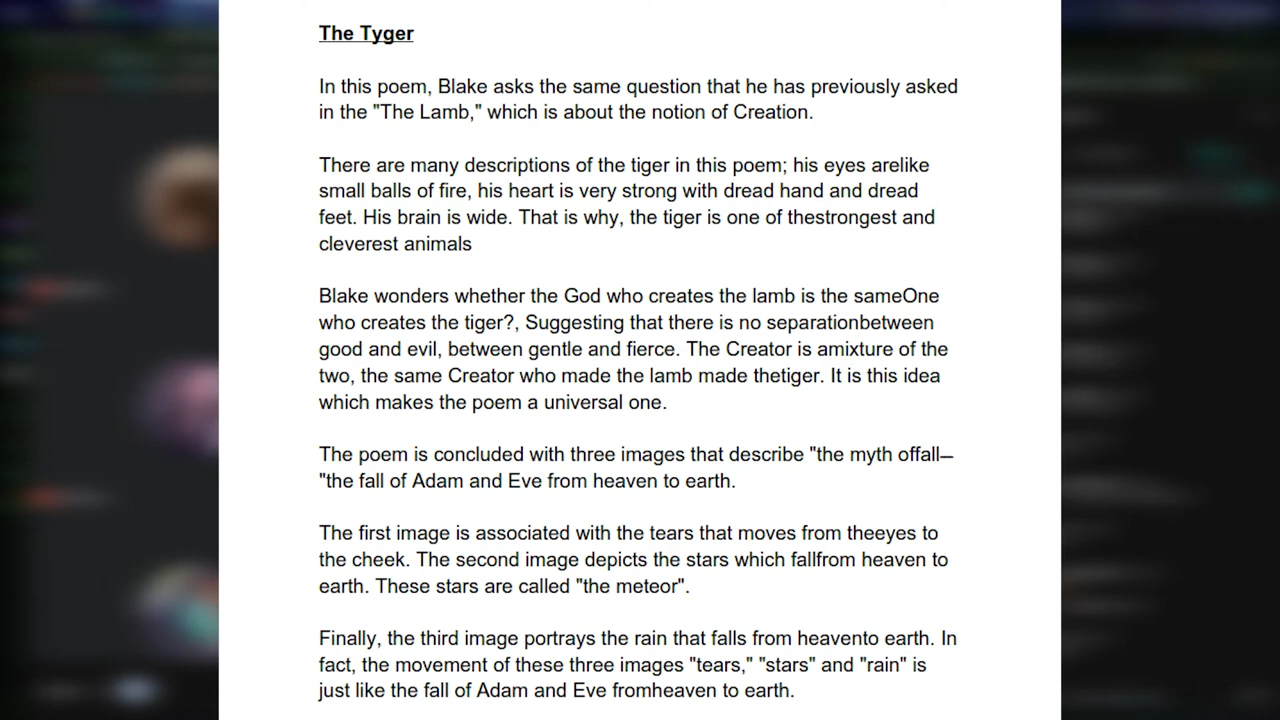 The Tyger
In this poem, Blake asks the same question that he has previously asked
in the "The Lamb," which is about the notion of Creation.
There are many descriptions of the tiger in this poem; his eyes arelike
small balls of fire, his heart is very strong with dread hand and dread
feet. His brain is wide. That is why, the tiger is one of thestrongest and
cleverest animals
Blake wonders whether the God who creates the lamb is the sameOne
who creates the tiger?, Suggesting that there is no separationbetween
good and evil, between gentle and fierce. The Creator is amixture of the
two, the same Creator who made the lamb made thetiger. It is this idea
which makes the poem a universal one.
The poem is concluded with three images that describe "the myth offall—
"the fall of Adam and Eve from heaven to earth.
The first image is associated with the tears that moves from theeyes to
the cheek. The second image depicts the stars which fallfrom heaven to
earth. These stars are called "the meteor".
Finally, the third image portrays the rain that falls from heavento earth. In
fact, the movement of these three images "tears," "stars" and "rain" is
just like the fall of Adam and Eve fromheaven to earth.